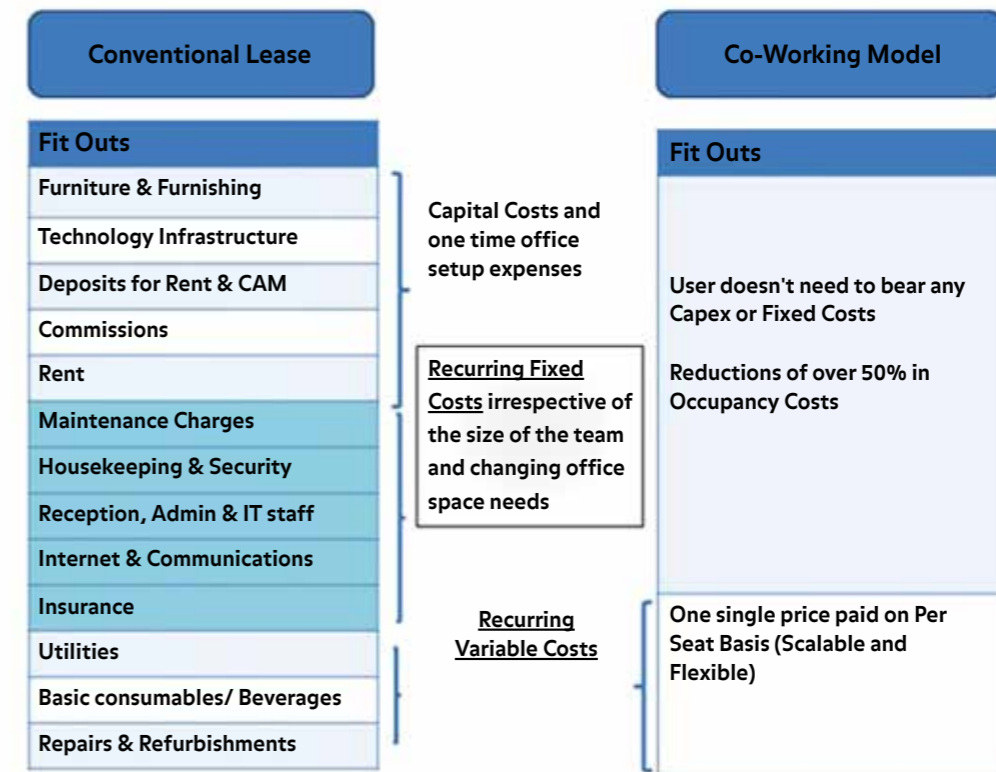 Conventional Lease
Fit Outs
Furniture & Furnishing
Technology Infrastructure
Deposits for Rent & CAM
Commissions
Rent
Maintenance Charges
Housekeeping & Security
Reception, Admin & IT staff
Internet & Communications
Insurance
Utilities
Basic consumables/ Beverages
Repairs & Refurbishments
Capital Costs and
one time office
setup expenses
Recurring Fixed
Costs irrespective of
the size of the team
and changing office
space needs
Recurring
Variable Costs
Co-Working Model
Fit Outs
User doesn't need to bear any
Capex or Fixed Costs
Reductions of over 50% in
Occupancy Costs
One single price paid on Per
Seat Basis (Scalable and
Flexible)